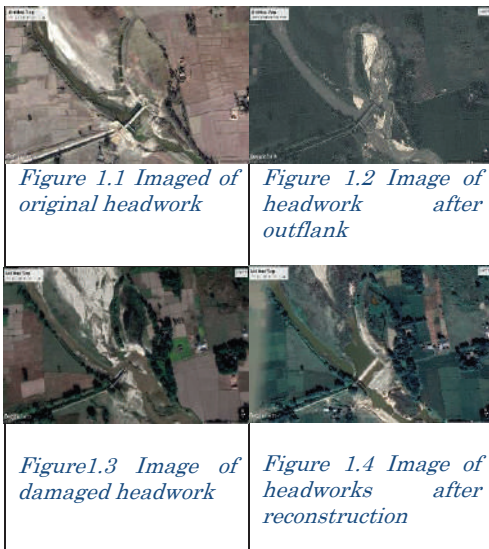 Figure 1.1 Imaged of
original headwork
Figure 1.2 Image of
headwork after
outflank
Figure1.3 Image of
damaged headwork
Figure 1.4 Image of
headworks after
reconstruction